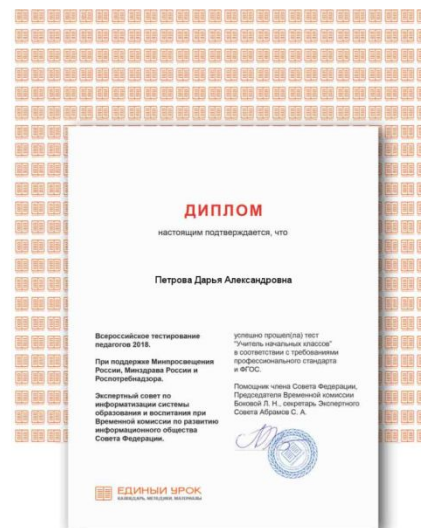 ДИПЛОМ
настоящим подтверждается, что
Петрова Дарья Александровна
Всероссийское тестирование
педагогов 2018.
При поддержке Минпросвещения
России, Минздрава России и
Роспотребнадзора.
Экспертный совет по
информатизации системы
образования и воспитания при
Временной комиссии по развитию
информационного общества
Совета Федерации.
успешно прошел(ла) тест
"Учитель начальных классов"
в соответствии с требованиями
профессионального стандарта
и ФГОС.
Помощник члена Совета Федерации,
Председателя Временной комиссии
Боковой Л. Н., секретарь Экспертного
Совета Абрамов С. А.
ЕДИНЫЙ УРОК
КАЛЕНДАРЬ, МЕТОДИКИ, МАТЕРИАЛЫ